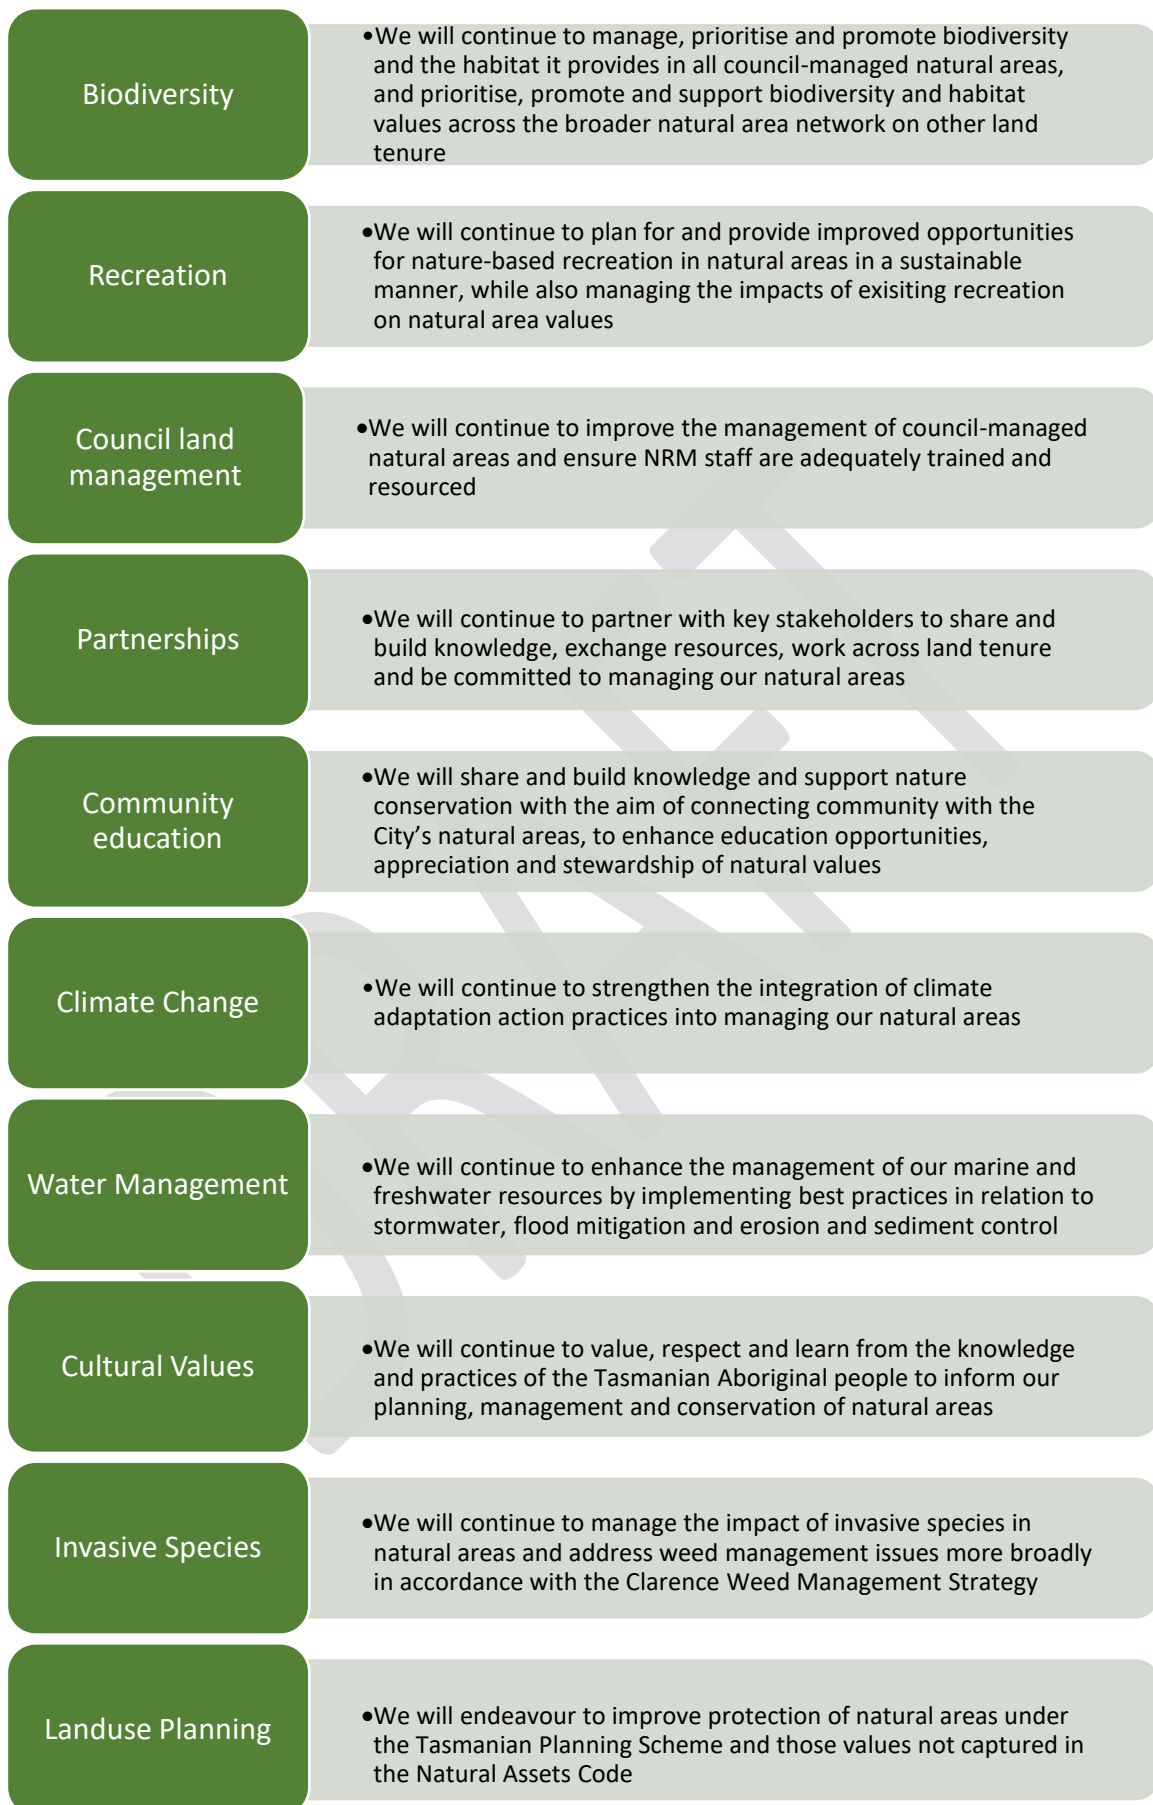 Biodiversity
•We will continue to manage, prioritise and promote biodiversity
and the habitat it provides in all council-managed natural areas,
and prioritise, promote and support biodiversity and habitat
values across the broader natural area network on other land
tenure
Recreation
•We will continue to plan for and provide improved opportunities
for nature-based recreation in natural areas in a sustainable
manner, while also managing the impacts of exisiting recreation
on natural area values
Council land
management
•We will continue to improve the management of council-managed
natural areas and ensure NRM staff are adequately trained and
resourced
Partnerships
•We will continue to partner with key stakeholders to share and
build knowledge, exchange resources, work across land tenure
and be committed to managing our natural areas
Community
education
•We will share and build knowledge and support nature
conservation with the aim of connecting community with the
City’s natural areas, to enhance education opportunities,
appreciation and stewardship of natural values
Climate Change
•We will continue to strengthen the integration of climate
adaptation action practices into managing our natural areas
Water Management
•We will continue to enhance the management of our marine and
freshwater resources by implementing best practices in relation to
stormwater, flood mitigation and erosion and sediment control
Cultural Values
•We will continue to value, respect and learn from the knowledge
and practices of the Tasmanian Aboriginal people to inform our
planning, management and conservation of natural areas
Invasive Species
•We will continue to manage the impact of invasive species in
natural areas and address weed management issues more broadly
in accordance with the Clarence Weed Management Strategy
Landuse Planning
•We will endeavour to improve protection of natural areas under
the Tasmanian Planning Scheme and those values not captured in
the Natural Assets Code
DRAFT